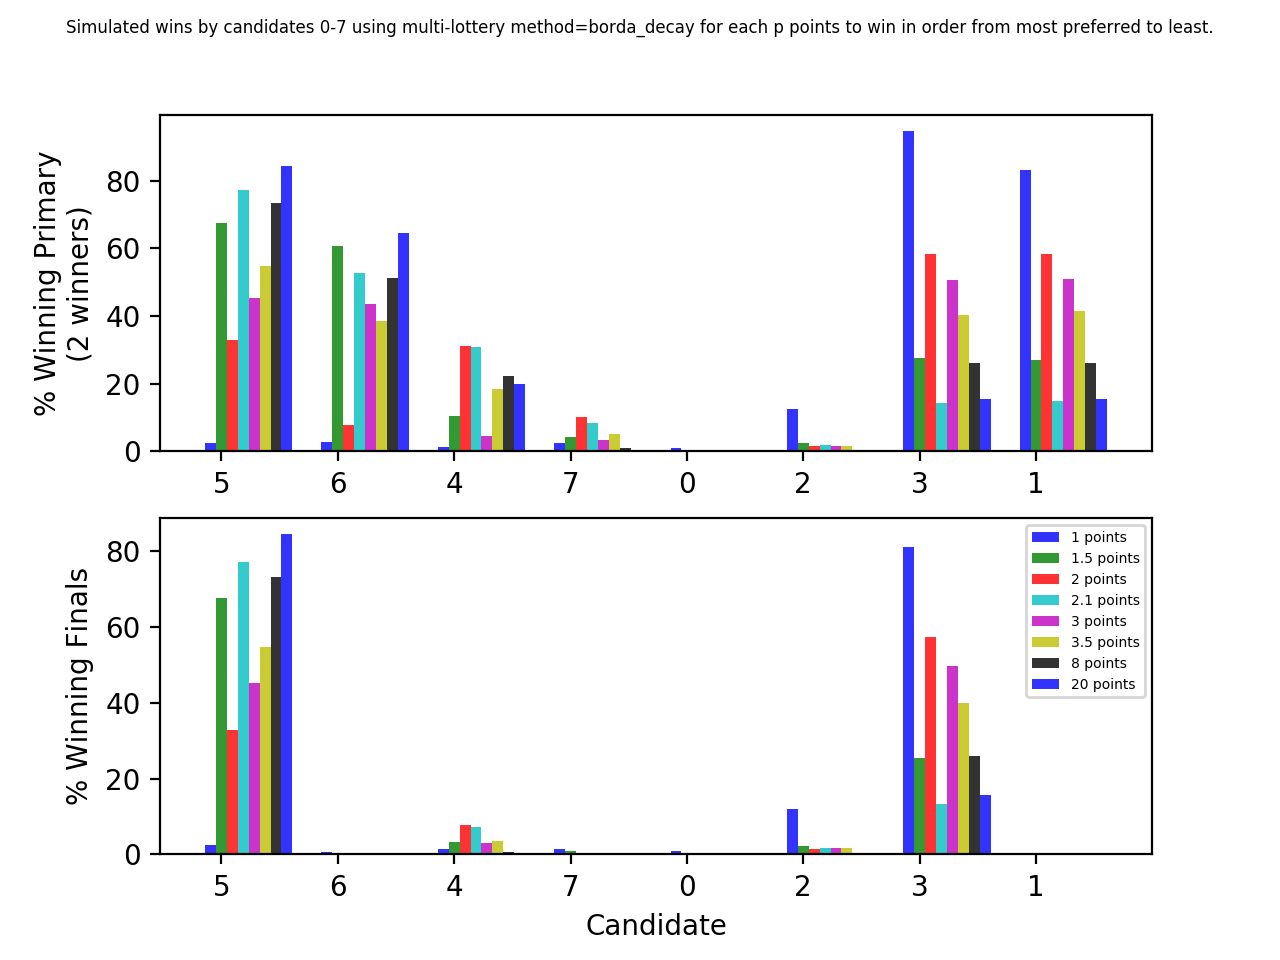 Simulated wins by candidates 0-7 using multi-lottery method=borda_decay for each p points to win in order from most preferred to least.
% Winning Primary
(2 winners)
80
60
40
20
0
5 6 4 7 0 2 3 1
% Winning Finals
80
60
40
20
0
1 points
1.5 points
2 points
2.1 points
3 points
3.5 points
8 points
20 points
5 6 4 7 0 2 3 1
Candidate